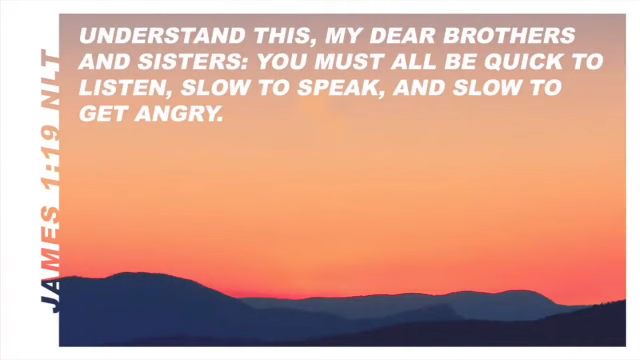 UNDERSTAND THIS, MY DEAR BROTHERS
AND SISTERS: YOU MUST ALL BE QUICK TO
LISTEN, SLOW TO SPEAK, AND SLOW TO
GET ANGRY.
JAMES 1:19 NLT